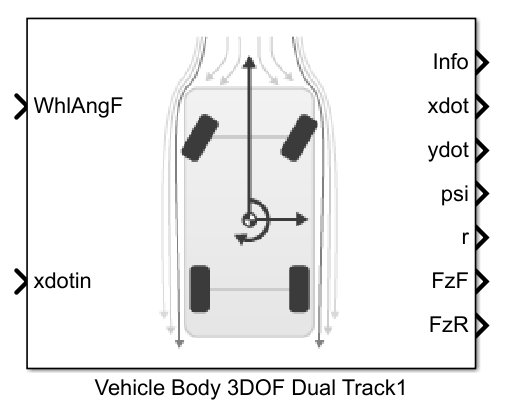 Info
WhlAngF
xdot
ydot
psi
r
xdotin
FzF
FzR
Vehicle Body 3DOF Dual Track1